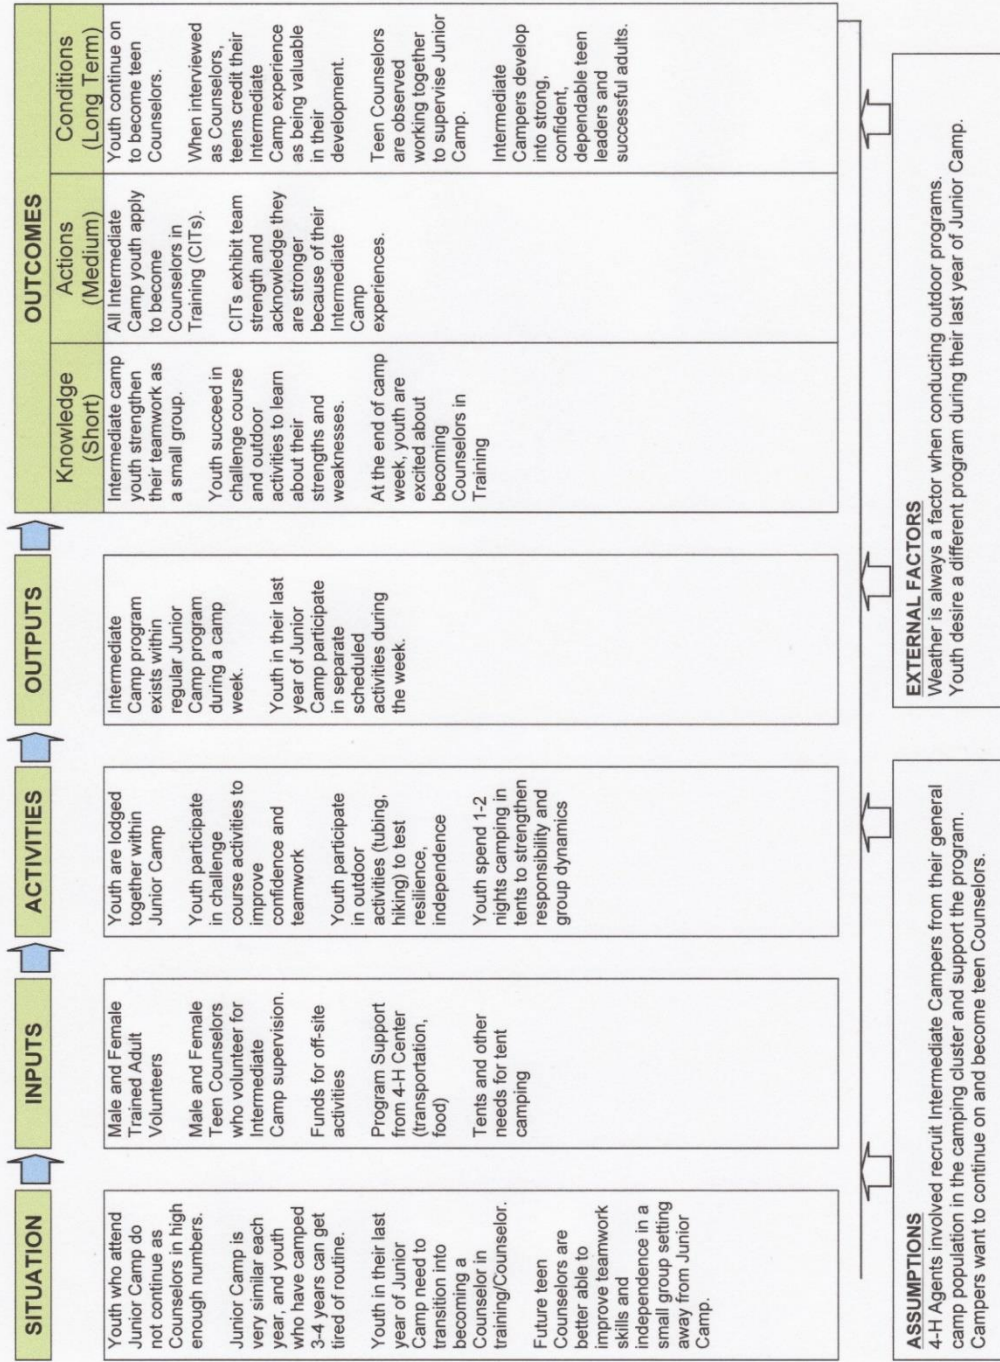 SITUATION
Youth who attend
Junior Camp do
not continue as
Counselors in high
enough numbers.
Junior Camp is
very similar each
year, and youth
who have camped
3-4 years can get
tired of routine.
Youth in their last
year of Junior
Camp need to
transition into
becoming a
Counselor in
training/Counselor.
Future teen
Counselors are
better able to
improve teamwork
skills and
independence in a
small group setting
away from Junior
Camp.
INPUTS
Male and Female
Trained Adult
Volunteers
Male and Female
Teen Counselors
who volunteer for
Intermediate
Camp supervision.
Funds for off-site
activities
Program Support
from 4-H Center
(transportation,
food)
Tents and other
needs for tent
camping
ACTIVITIES
Youth are lodged
together within
Junior Camp
Youth participate
in challenge
course activities to
improve
confidence and
teamwork
Youth participate
in outdoor
activities (tubing,
hiking) to test
resilience,
independence
Youth spend 1-2
nights camping in
tents to strengthen
responsibility and
group dynamics
OUTPUTS
Intermediate
Camp program
exists within
regular Junior
Camp program
during a camp
week.
Youth in their last
year of Junior
Camp participate
in separate
scheduled
activities during
the week.
OUTCOMES
Knowledge
(Short)
Intermediate camp
youth strengthen
their teamwork as
a small group.
Youth succeed in
challenge course
and outdoor
activities to learn
about their
strengths and
weaknesses.
At the end of camp
week, youth are
excited about
becoming
Counselors in
Training
Actions
(Medium)
All Intermediate
Camp youth apply
to become
Counselors in
Training (CITs).
CITs exhibit team
strength and
acknowledge they
are stronger
because of their
Intermediate
Camp
experiences.
Conditions
(Long Term)
Youth continue on
to become teen
Counselors.
When interviewed
as Counselors,
teens credit their
Intermediate
Camp experience
as being valuable
in their
development.
Teen Counselors
are observed
working together
to supervise Junior
Camp.
Intermediate
Campers develop
into strong,
confident,
dependable teen
leaders and
successful adults.
ASSUMPTIONS
4-H Agents involved recruit Intermediate Campers from their general
camp population in the camping cluster and support the program.
Campers want to continue on and become teen Counselors.
EXTERNAL FACTORS
Weather is always a factor when conducting outdoor programs.
Youth desire a different program during their last year of Junior Camp.